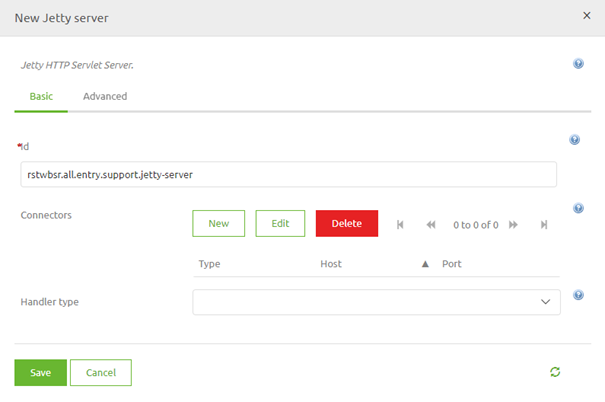 New Jetty server ×
Jetty HTTP Servlet Server.
Basic Advanced
*Id
rstwbsr.all.entry.support.jetty-server
Connectors New Edit Delete 0 to 0 of 0
Type Host ▲ Port
Handler type
Save Cancel